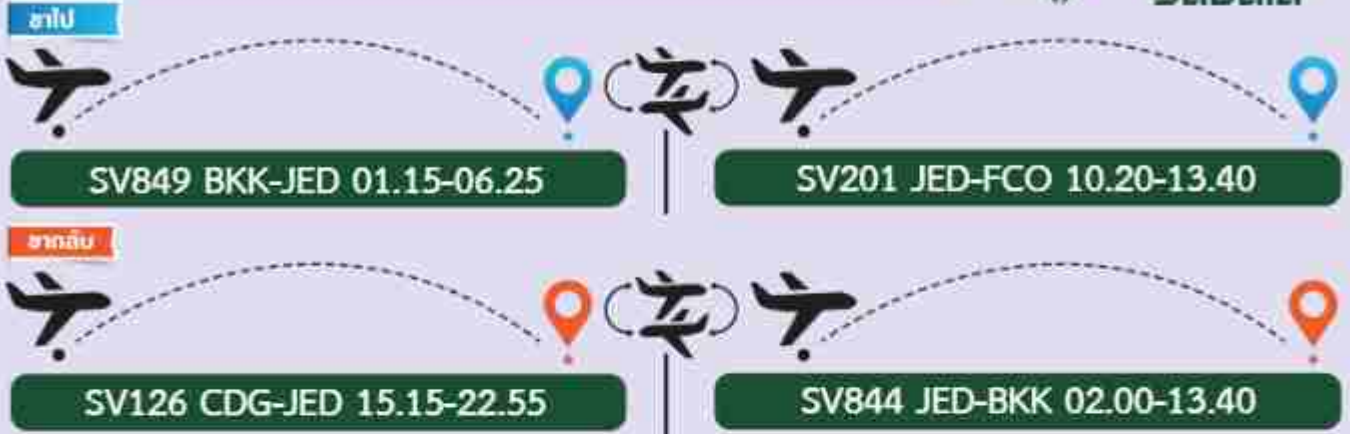 ขาไป
SV849 BKK-JED 01.15-06.25
SV201 JED-FCO 10.20-13.40
ขากลับ
SV126 CDG-JED 15.15-22.55
SV844 JED-BKK 02.00-13.40